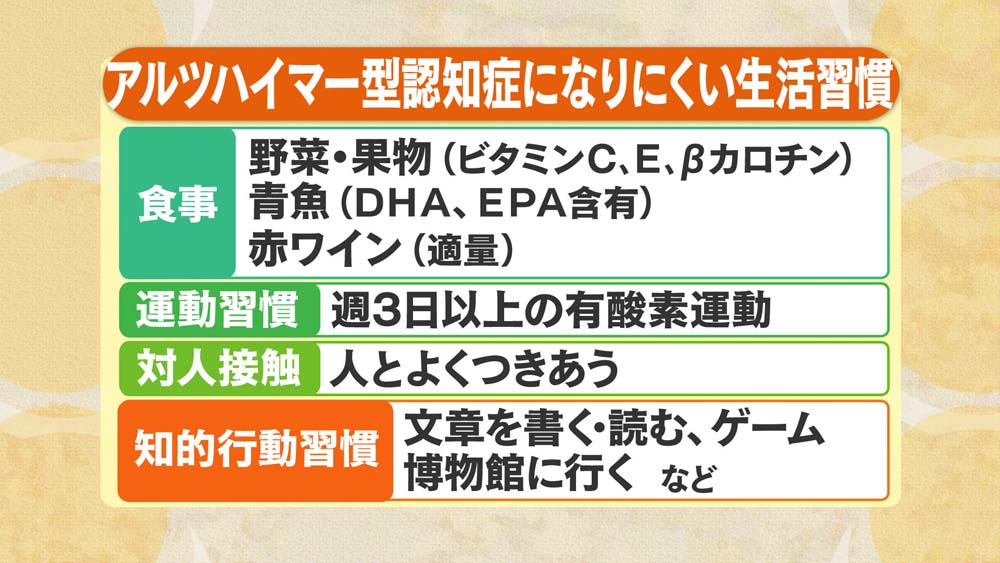 アルツハイマー型認知症になりにくい生活習慣
食事
野菜・果物（ビタミンC、E、βカロチン）
青魚（DHA、EPA含有）
赤ワイン（適量）
運動習慣 週3日以上の有酸素運動
対人接触 人とよくつきあう
知的行動習慣
文章を書く・読む、ゲーム
博物館に行く など